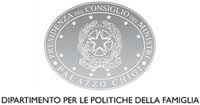 PRESIDENZA DEL CONSIGLIO DEI MINISTRI
PALAZZO CHIGI
DIPARTIMENTO PER LE POLITICHE DELLA FAMIGLIA